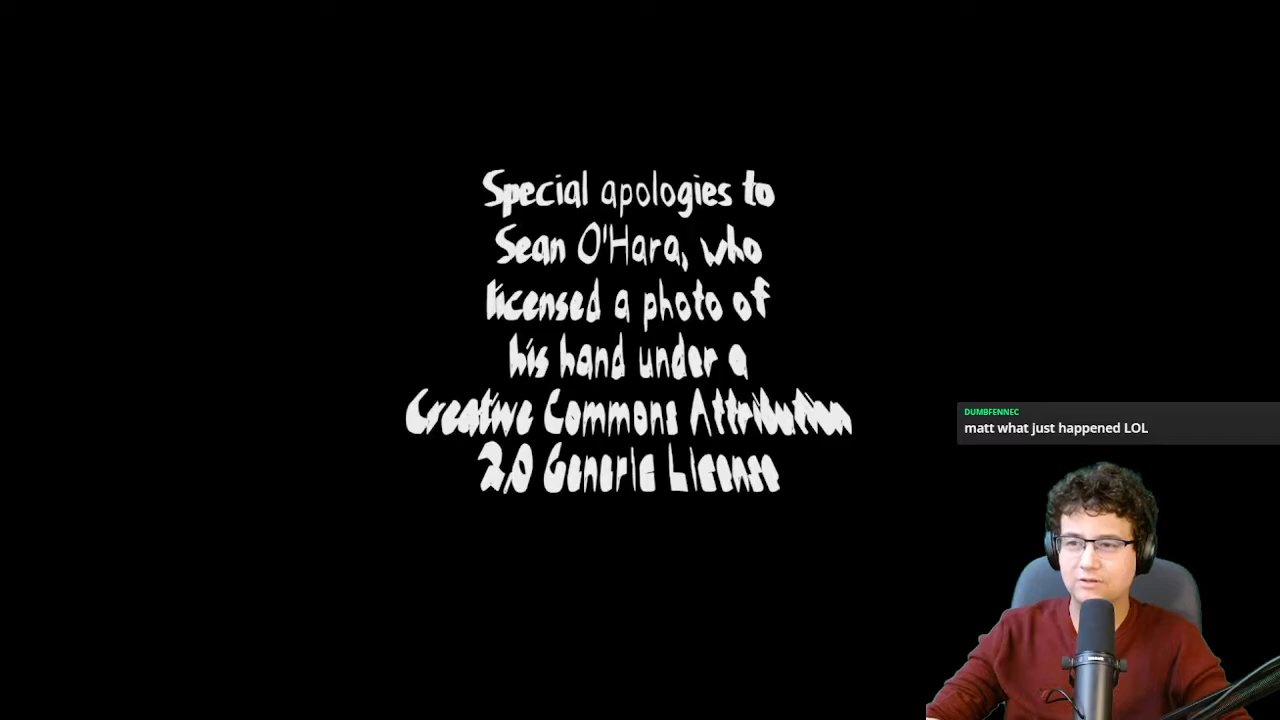 Special apologies to
Sean O'Hara, who
licensed a photo of
his hand under a
Creative Commons Attribution
2.0 Generic License
DUMBFENNEC
matt what just happened LOL